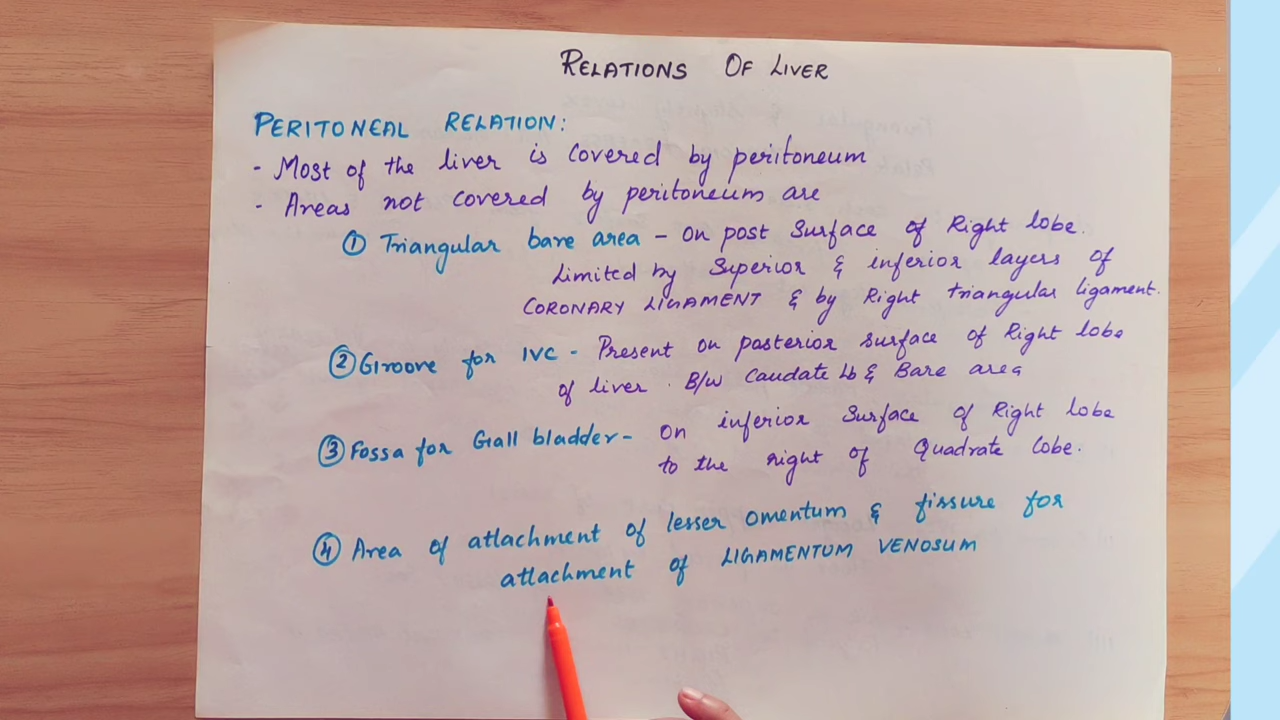 RELATIONS OF LIVER
PERITONEAL RELATION:
- Most of the liver is covered by peritoneum
- Areas not covered by peritoneum are
① Triangular bare area - On post Surface of Right lobe.
Limited by Superior & inferior layers of
CORONARY LIGAMENT & by Right triangular ligament.
② Groove for IVC - Present on posterior surface of Right lobe
of liver. B/w Caudate Lb & Bare area
③ Fossa for Gall bladder - On inferior Surface of Right lobe
to the right of Quadrate lobe.
④ Area of attachment of lesser omentum & fissure for
attachment of LIGAMENTUM VENOSUM